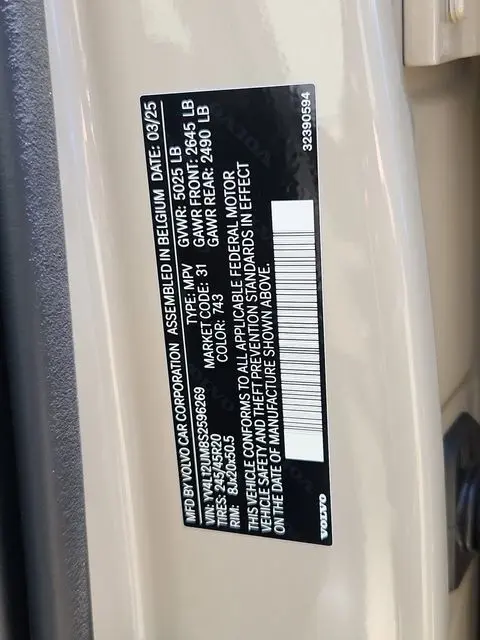 MFD BY VOLVO CAR CORPORATION ASSEMBLED IN BELGIUM DATE: 03/25
VIN: YV4L12UM8S2596269 TYPE: MPV GVWR: 5025 LB
TIRES: 245/45R20 MARKET CODE: 31 GAWR FRONT: 2645 LB
RIM: 8Jx20x50.5 COLOR: 743 GAWR REAR: 2490 LB
THIS VEHICLE CONFORMS TO ALL APPLICABLE FEDERAL MOTOR
VEHICLE SAFETY AND THEFT PREVENTION STANDARDS IN EFFECT
ON THE DATE OF MANUFACTURE SHOWN ABOVE.
VOLVO 32390594